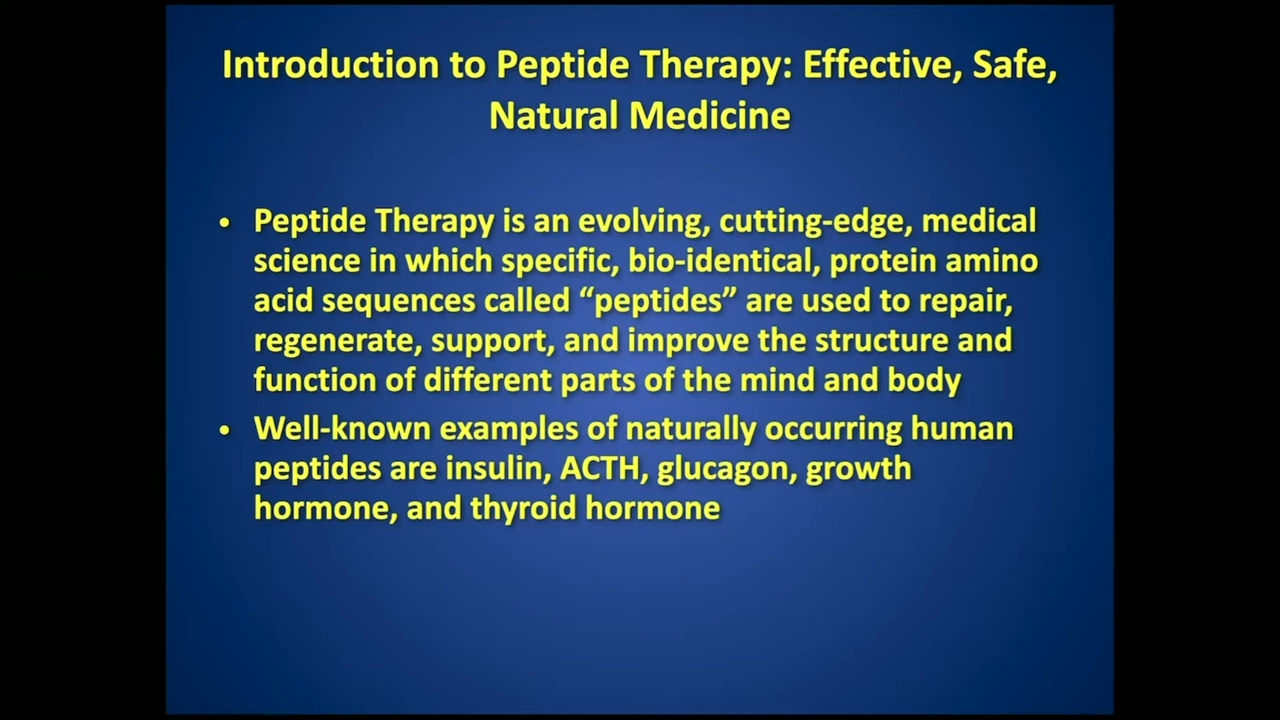 Introduction to Peptide Therapy: Effective, Safe,
Natural Medicine
• Peptide Therapy is an evolving, cutting-edge, medical
science in which specific, bio-identical, protein amino
acid sequences called “peptides” are used to repair,
regenerate, support, and improve the structure and
function of different parts of the mind and body
• Well-known examples of naturally occurring human
peptides are insulin, ACTH, glucagon, growth
hormone, and thyroid hormone